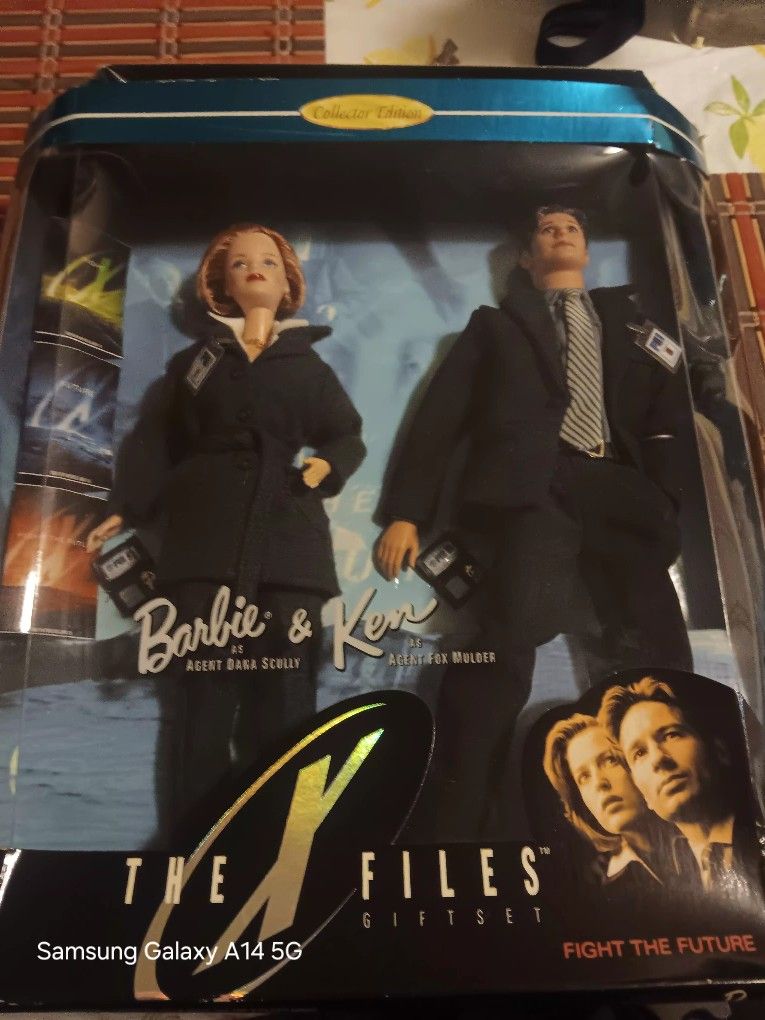 Collector Edition
Barbie® & Ken
AS
AGENT DANA SCULLY
AS
AGENT FOX MULDER
THE X FILES™
GIFTSET
FIGHT THE FUTURE
Samsung Galaxy A14 5G